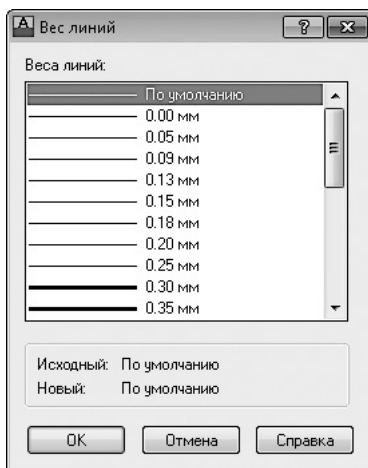 Вес линий
Веса линий:
По умолчанию
0.00 мм
0.05 мм
0.09 мм
0.13 мм
0.15 мм
0.18 мм
0.20 мм
0.25 мм
0.30 мм
0.35 мм
Исходный: По умолчанию
Новый: По умолчанию
OK Отмена Справка